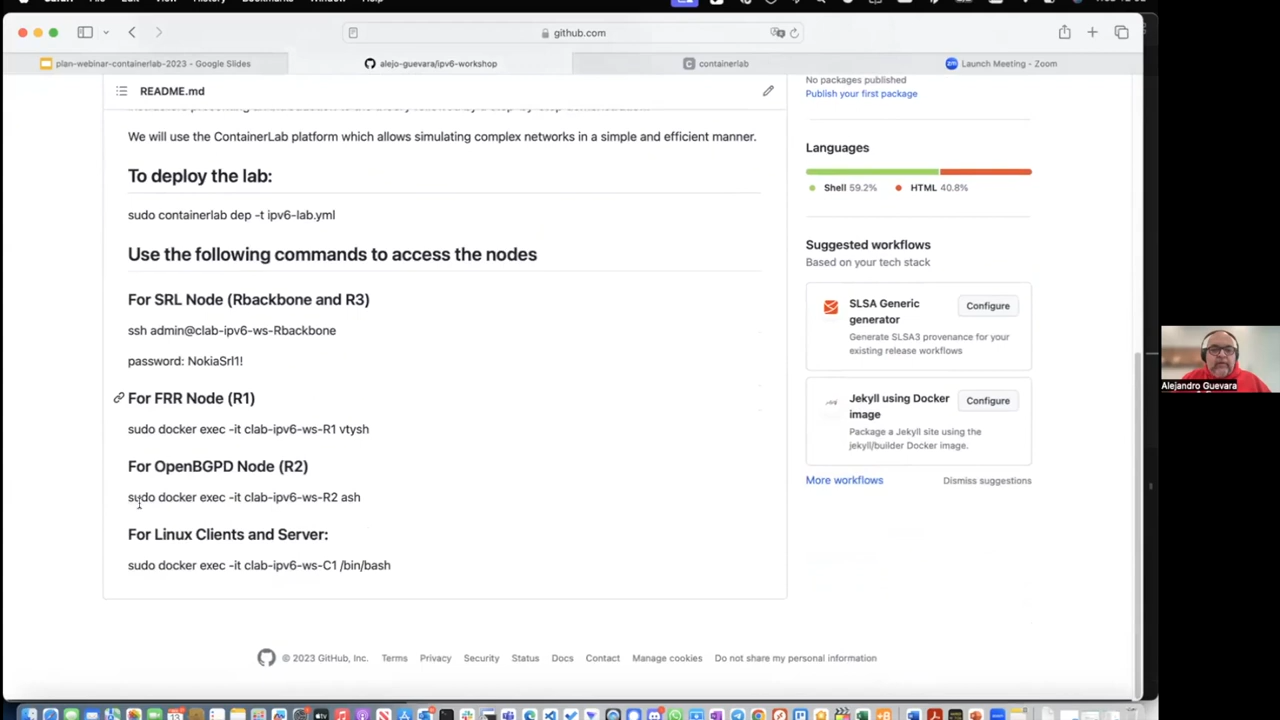 github.com
plan-webinar-containerlab-2023 - Google Slides
alejo-guevara/ipv6-workshop
containerlab
Launch Meeting - Zoom
README.md
We will use the ContainerLab platform which allows simulating complex networks in a simple and efficient manner.
To deploy the lab:
sudo containerlab dep -t ipv6-lab.yml
Use the following commands to access the nodes
For SRL Node (Rbackbone and R3)
ssh admin@clab-ipv6-ws-Rbackbone
password: NokiaSrl1!
For FRR Node (R1)
sudo docker exec -it clab-ipv6-ws-R1 vtysh
For OpenBGPD Node (R2)
sudo docker exec -it clab-ipv6-ws-R2 ash
For Linux Clients and Server:
sudo docker exec -it clab-ipv6-ws-C1 /bin/bash
No packages published
Publish your first package
Languages
Shell 59.2%
HTML 40.8%
Suggested workflows
Based on your tech stack
SLSA Generic
generator
Configure
Generate SLSA3 provenance for your
existing release workflows
Jekyll using Docker
image
Configure
Package a Jekyll site using the
jekyll/builder Docker image.
More workflows
Dismiss suggestions
© 2023 GitHub, Inc.
Terms
Privacy
Security
Status
Docs
Contact
Manage cookies
Do not share my personal information
Alejandro Guevara